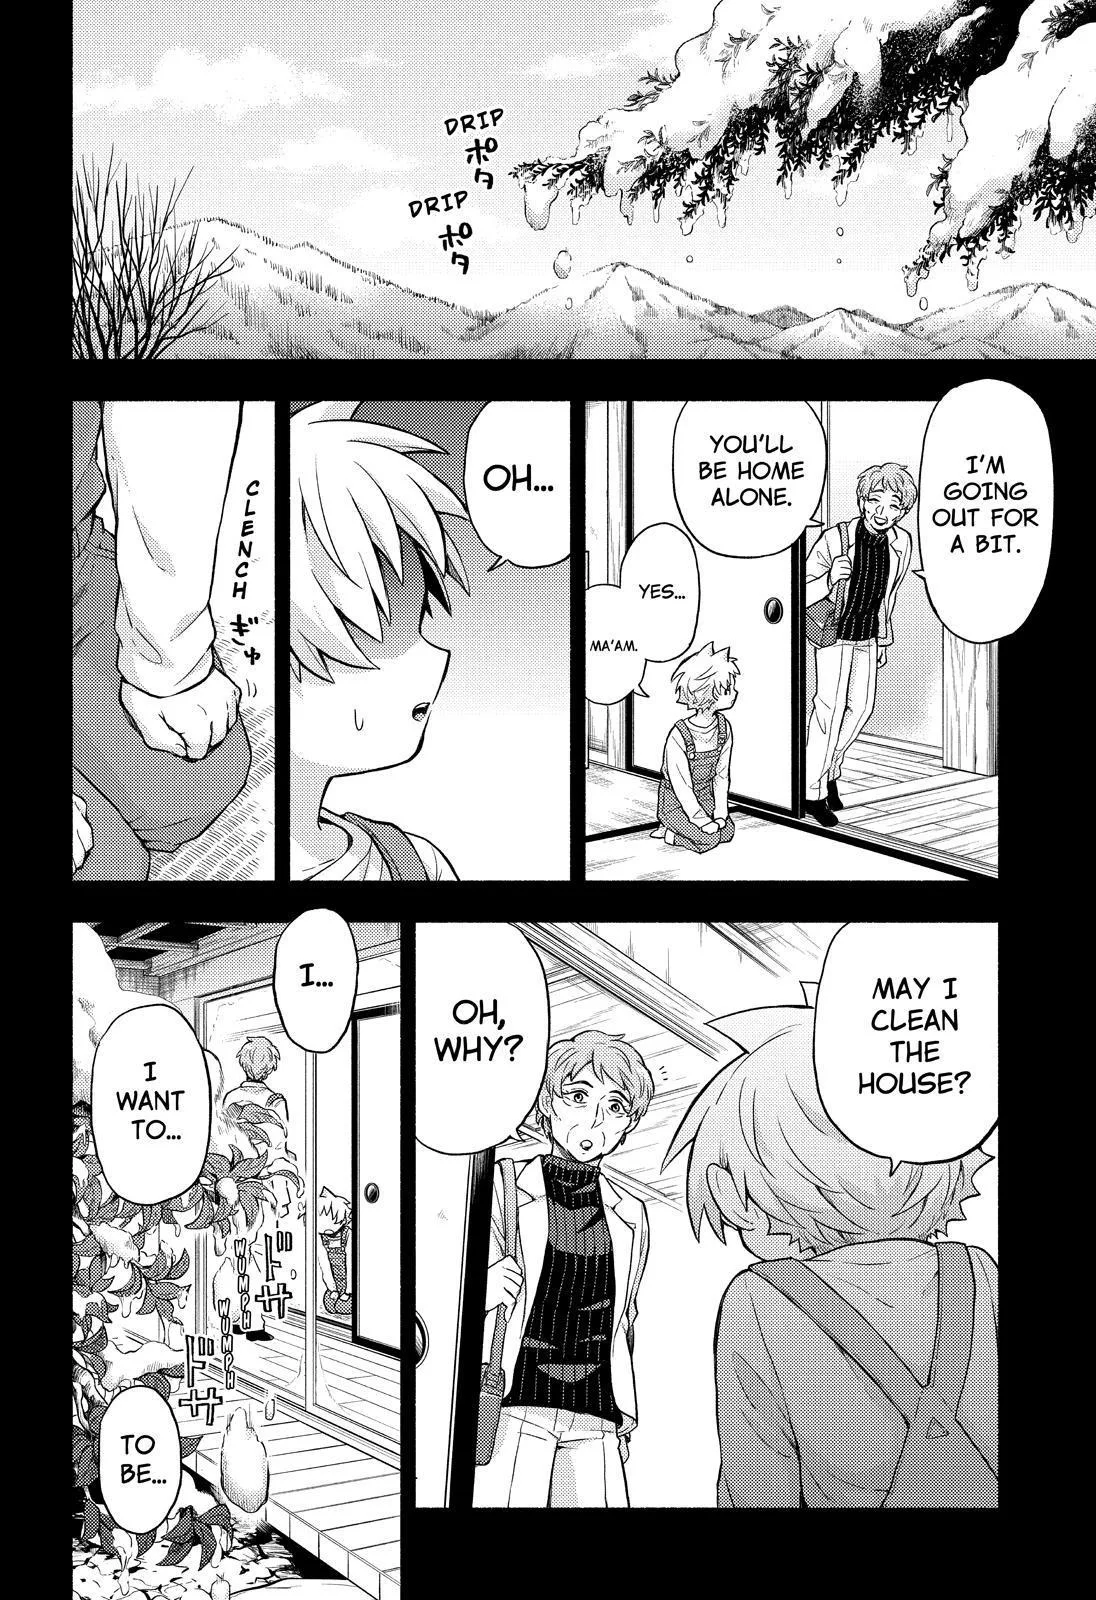 DRIP
ポタ
DRIP
ポタ
I'M
GOING
OUT FOR
A BIT.
YOU'LL
BE HOME
ALONE.
YES...
MA'AM.
OH...
CLENCH
ぎゅ
MAY I
CLEAN
THE
HOUSE?
OH,
WHY?
I...
I
WANT
TO...
ドサ
WUMPH
WUMPH
ドサ
TO
BE...